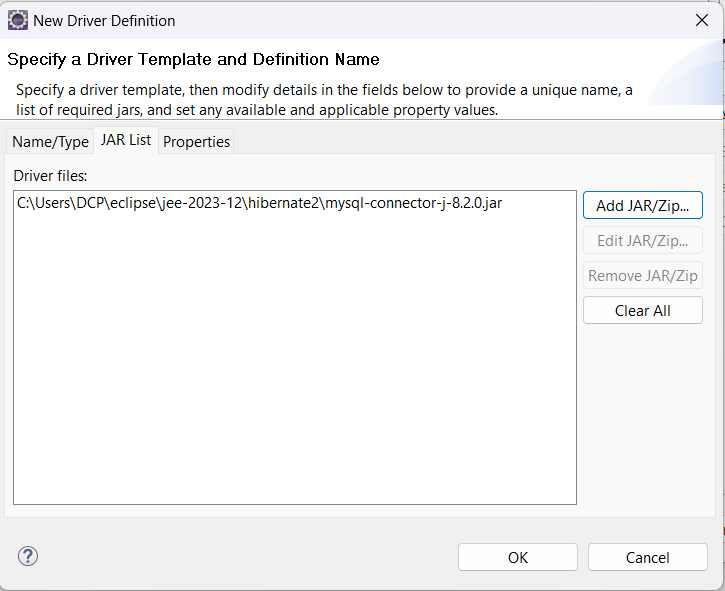 New Driver Definition
Specify a Driver Template and Definition Name
Specify a driver template, then modify details in the fields below to provide a unique name, a
list of required jars, and set any available and applicable property values.
Name/Type JAR List Properties
Driver files:
C:\Users\DCP\eclipse\jee-2023-12\hibernate2\mysql-connector-j-8.2.0.jar
Add JAR/Zip...
Edit JAR/Zip...
Remove JAR/Zip
Clear All
?
OK Cancel